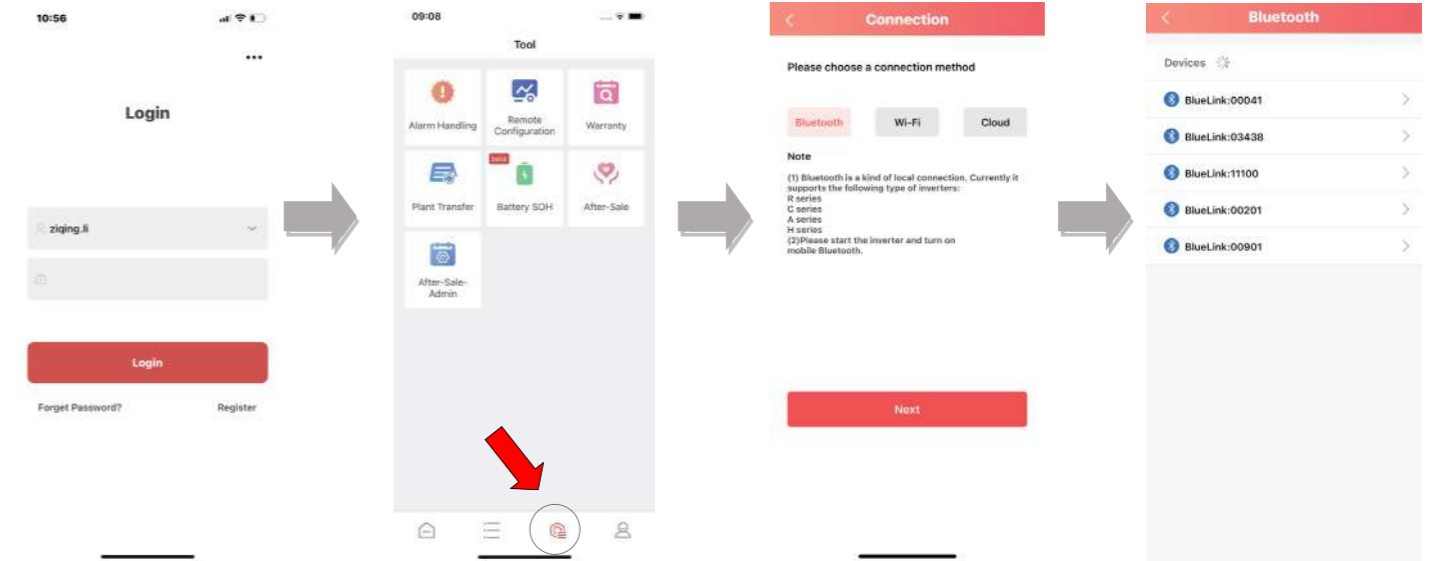 10:56
Login
ziqing.li
Login
Forget Password?
Register
09:08
Tool
Alarm Handling
Remote
Configuration
Warranty
Plant Transfer
beta
Battery SOH
After-Sale
After-Sale-
Admin
Connection
Please choose a connection method
Bluetooth
Wi-Fi
Cloud
Note
(1) Bluetooth is a kind of local connection. Currently it
supports the following type of inverters:
R series
C series
A series
H series
(2)Please start the inverter and turn on
mobile Bluetooth.
Next
Bluetooth
Devices
BlueLink:00041
BlueLink:03438
BlueLink:11100
BlueLink:00201
BlueLink:00901